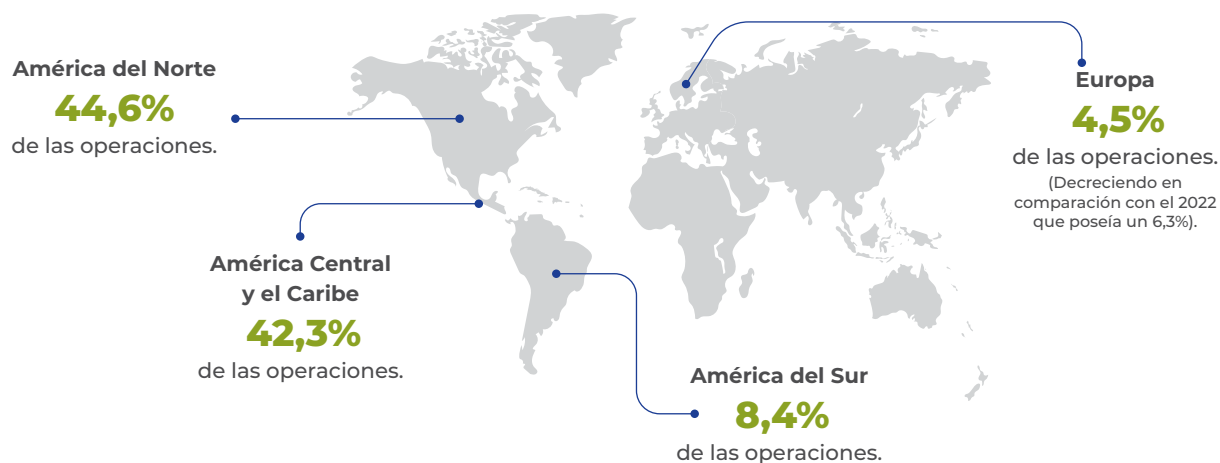 América del Norte
44,6%
de las operaciones.
América Central
y el Caribe
42,3%
de las operaciones.
América del Sur
8,4%
de las operaciones.
Europa
4,5%
de las operaciones.
(Decreciendo en
comparación con el 2022
que poseía un 6,3%).